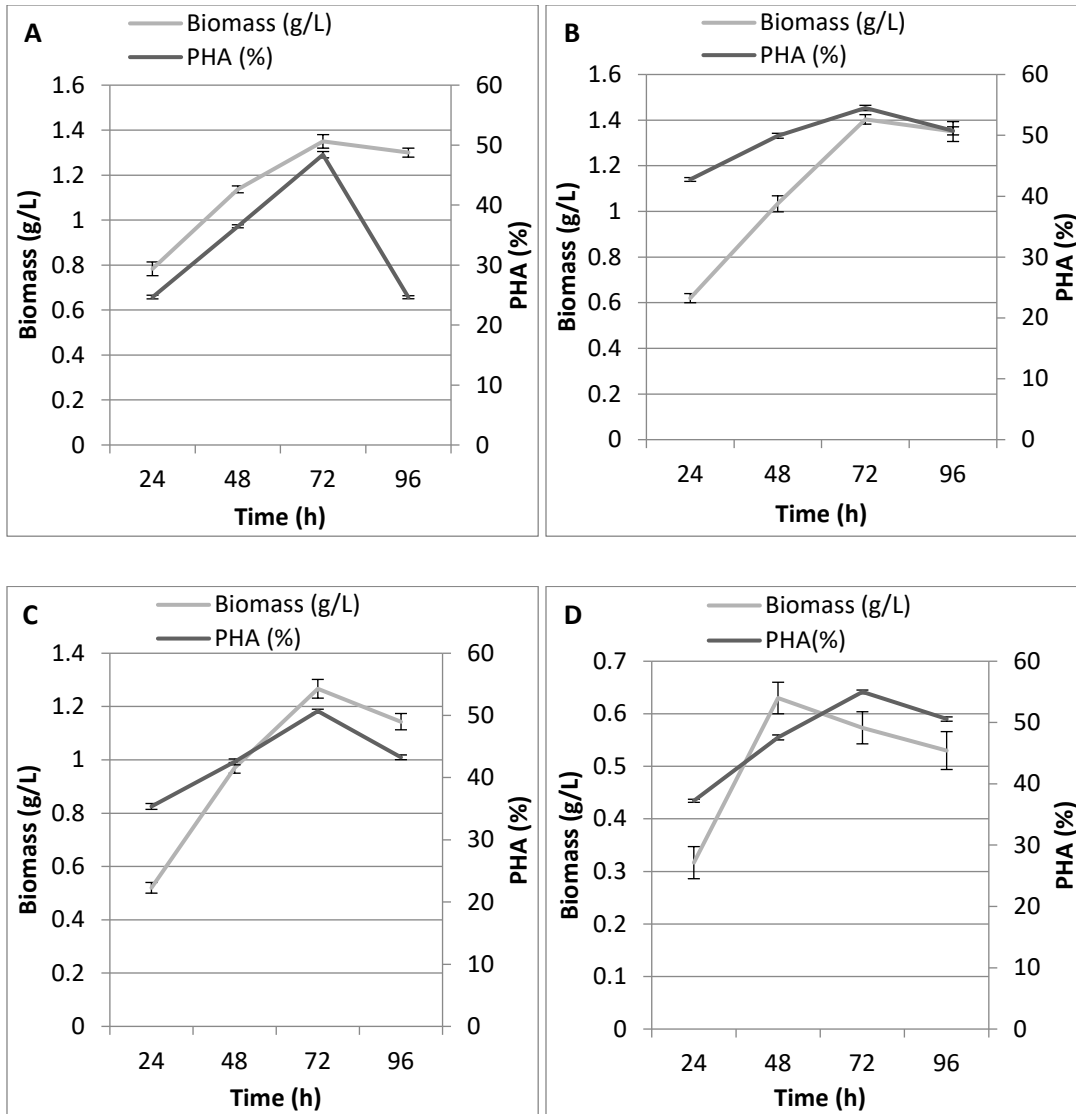 A
Biomass (g/L)
PHA (%)
1.6
1.4
1.2
1
0.8
0.6
0.4
0.2
0
Biomass (g/L)
60
50
40
30
20
10
0
PHA (%)
24 48 72 96
Time (h)
B
Biomass (g/L)
PHA (%)
1.6
1.4
1.2
1
0.8
0.6
0.4
0.2
0
Biomass (g/L)
60
50
40
30
20
10
0
PHA (%)
24 48 72 96
Time (h)
C
Biomass (g/L)
PHA (%)
1.4
1.2
1
0.8
0.6
0.4
0.2
0
Biomass (g/L)
60
50
40
30
20
10
0
PHA (%)
24 48 72 96
Time (h)
D
Biomass (g/L)
PHA(%)
0.7
0.6
0.5
0.4
0.3
0.2
0.1
0
Biomass (g/L)
60
50
40
30
20
10
0
PHA (%)
24 48 72 96
Time (h)